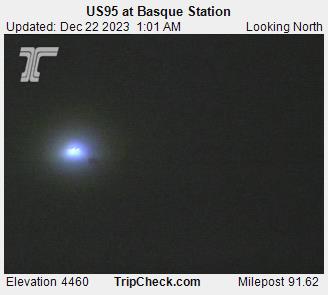 US95 at Basque Station
Updated: Dec 22 2023 1:01 AM Looking North
Elevation 4460 TripCheck.com Milepost 91.62